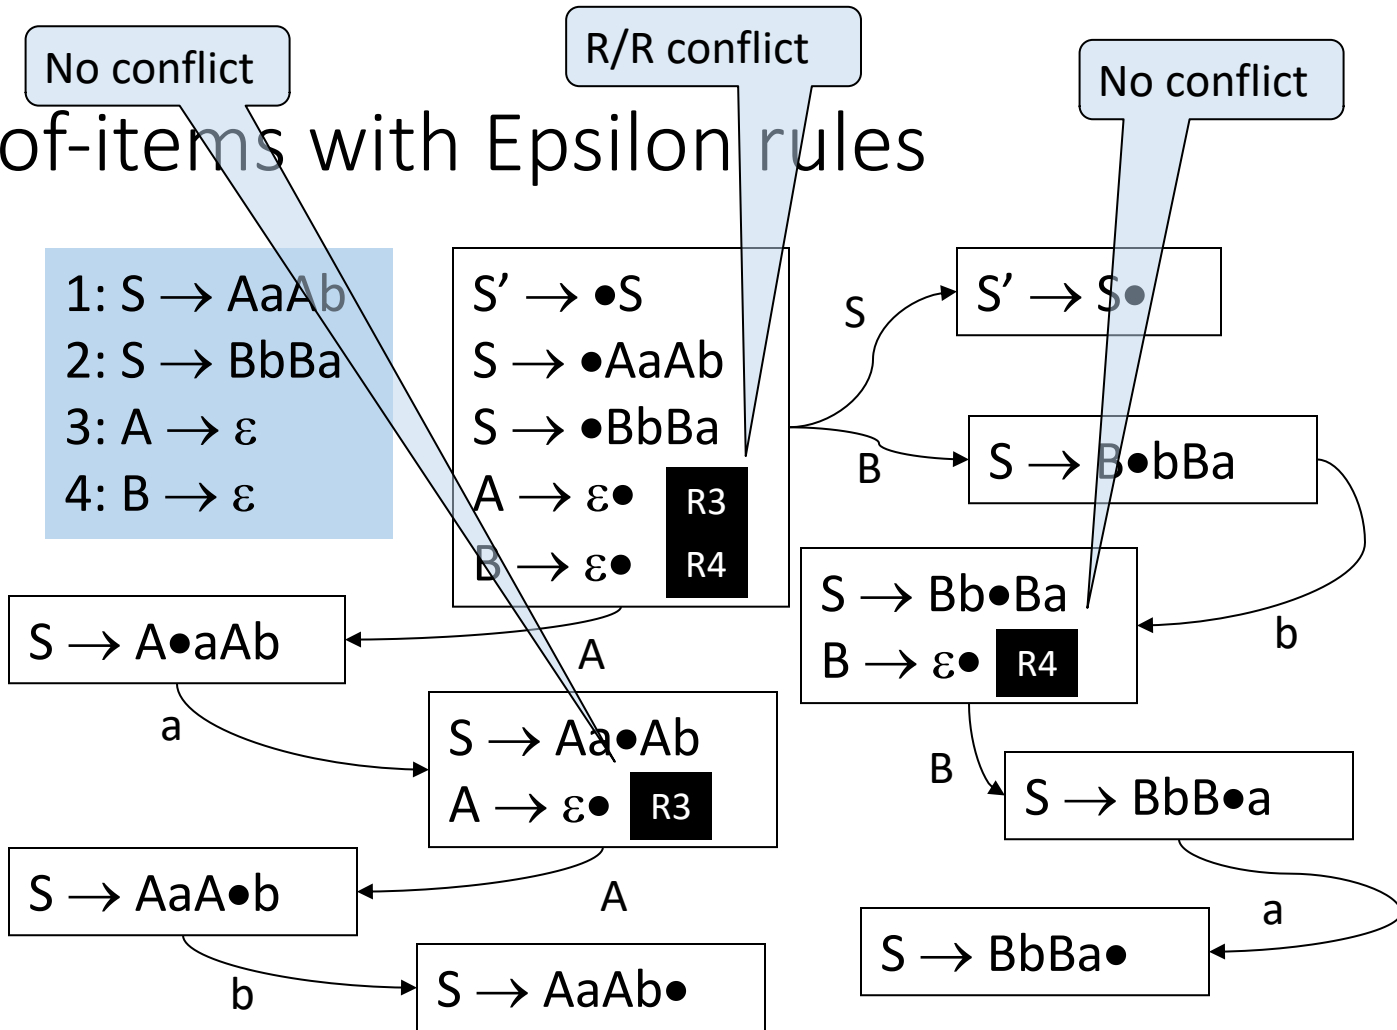 No conflict
R/R conflict
No conflict
of-items with Epsilon rules
1: S → AaAb
2: S → BbBa
3: A → ε
4: B → ε
S’ → ●S
S → ●AaAb
S → ●BbBa
A → ε● R3
B → ε● R4
S
S’ → S●
B
S → B●bBa
b
S → Bb●Ba
B → ε● R4
A
S → A●aAb
a
S → Aa●Ab
A → ε● R3
B
S → BbB●a
A
S → AaA●b
a
S → BbBa●
b
S → AaAb●